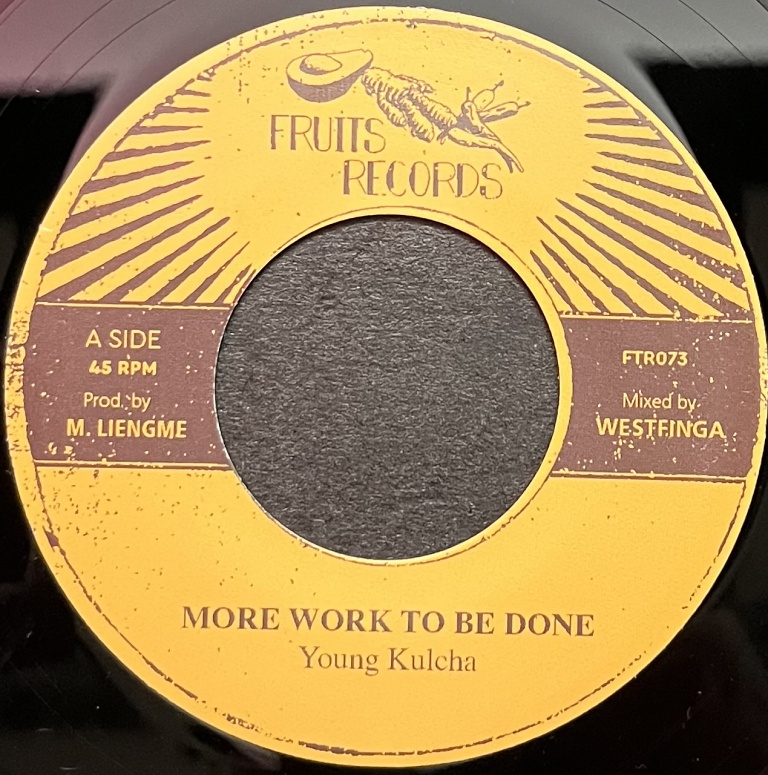 FRUITS
RECORDS
A SIDE
45 RPM
Prod. by
M. LIENGME
FTR073
Mixed by
WESTFINGA
MORE WORK TO BE DONE
Young Kulcha